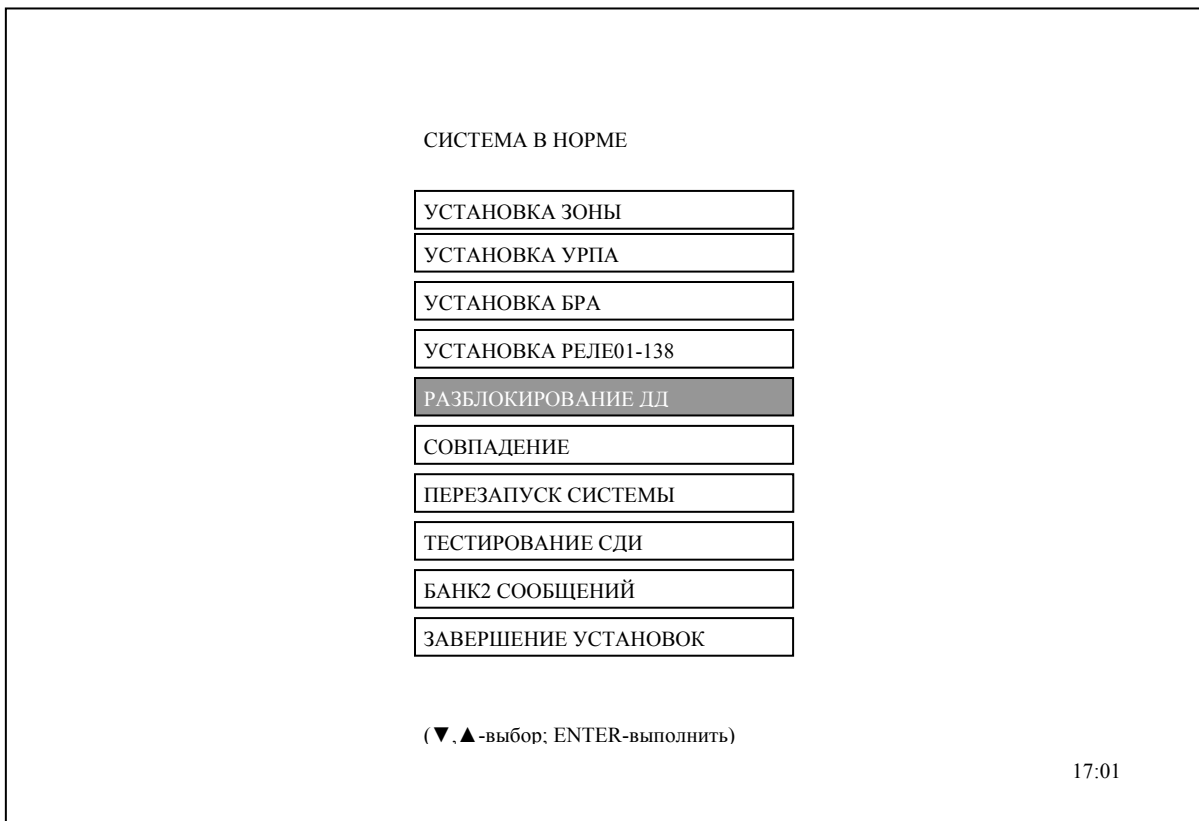 СИСТЕМА В НОРМЕ
УСТАНОВКА ЗОНЫ
УСТАНОВКА УРПА
УСТАНОВКА БРА
УСТАНОВКА РЕЛЕ01-138
РАЗБЛОКИРОВАНИЕ ДД
СОВПАДЕНИЕ
ПЕРЕЗАПУСК СИСТЕМЫ
ТЕСТИРОВАНИЕ СДИ
БАНК2 СООБЩЕНИЙ
ЗАВЕРШЕНИЕ УСТАНОВОК
(▼,▲-выбор; ENTER-выполнить)
17:01